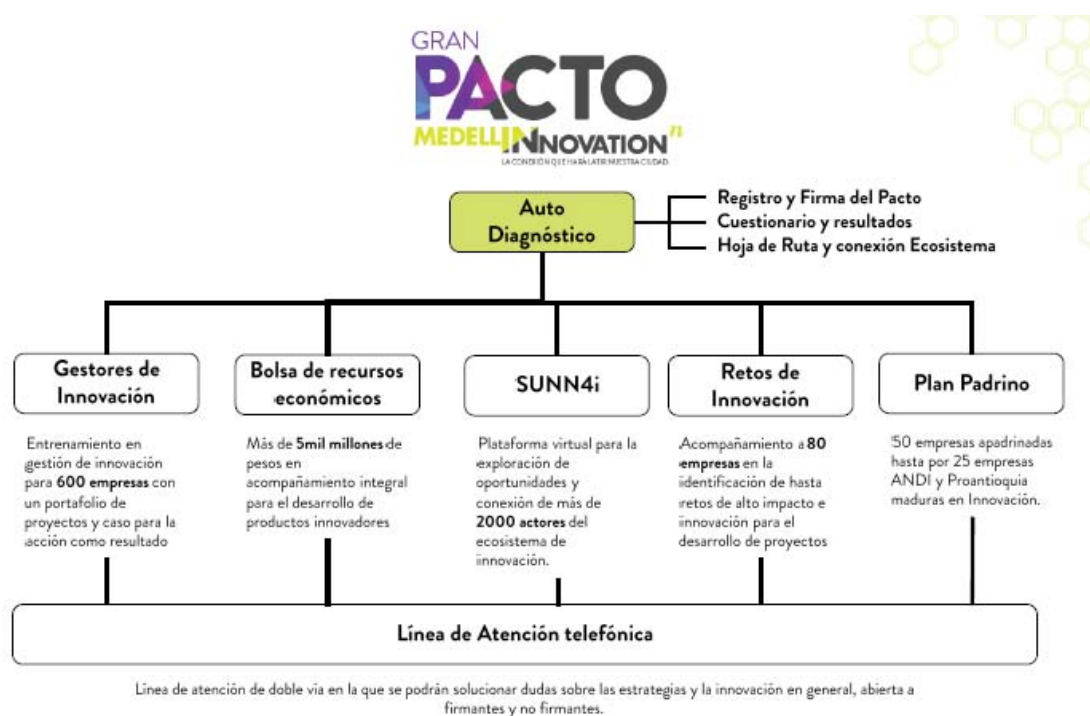 GRAN
PACTO
MEDELLINNOVATION n
LA CONEXIÓN QUE HARÁ LATIR NUESTRA CIUDAD.
Auto
Diagnóstico
Registro y Firma del Pacto
Cuestionario y resultados
Hoja de Ruta y conexión Ecosistema
Gestores de
Innovación
Entrenamiento en
gestión de innovación
para 600 empresas con
un portafolio de
proyectos y caso para la
acción como resultado
Bolsa de recursos
económicos
Más de 5mil millones de
pesos en
acompañamiento integral
para el desarrollo de
productos innovadores
SUNN4i
Plataforma virtual para la
exploración de
oportunidades y
conexión de más de
2000 actores del
ecosistema de
innovación.
Retos de
Innovación
Acompañamiento a 80
empresas en la
identificación de hasta
retos de alto impacto e
innovación para el
desarrollo de proyectos
Plan Padrino
50 empresas apadrinadas
hasta por 25 empresas
ANDI y Proantioquia
maduras en Innovación.
Línea de Atención telefónica
Línea de atención de doble vía en la que se podrán solucionar dudas sobre las estrategias y la innovación en general, abierta a
firmantes y no firmantes.